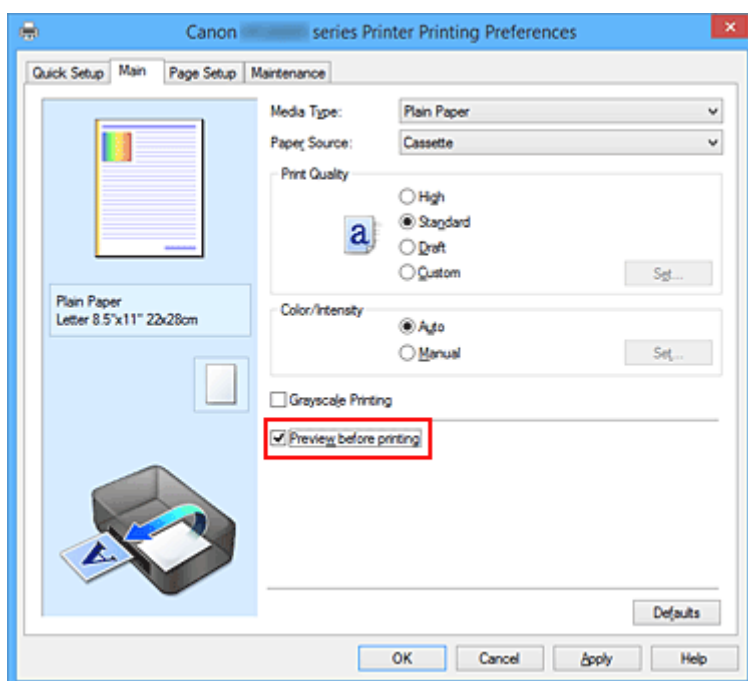 Canon series Printer Printing Preferences
Quick Setup Main Page Setup Maintenance
Media Type: Plain Paper
Paper Source: Cassette
Print Quality
High
a Standard
Draft
Custom Set...
Plain Paper
Letter 8.5"x11" 22x28cm
Color/Intensity
Auto
Manual Set...
Grayscale Printing
Preview before printing
A
Defaults
OK Cancel Apply Help